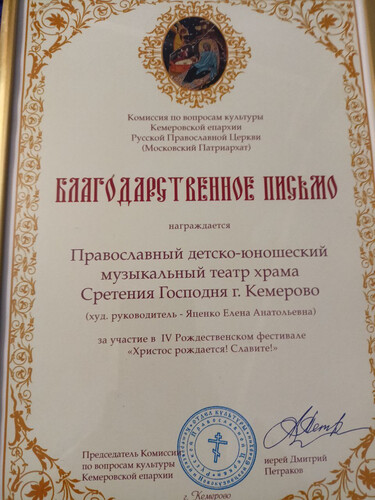 Комиссия по вопросам культуры
Кемеровской епархии
Русской Православной Церкви
(Московский Патриархат)
БЛАГОДАРСТВЕННОЕ ПИСЬМО
награждается
Православный детско-юношеский
музыкальный театр храма
Сретения Господня г. Кемерово
(худ. руководитель - Яценко Елена Анатольевна)
за участие в IV Рождественском фестивале
«Христос рождается! Славите!»
Председатель Комиссии
по вопросам культуры
Кемеровской епархии
иерей Дмитрий
Петраков
г. Кемерово